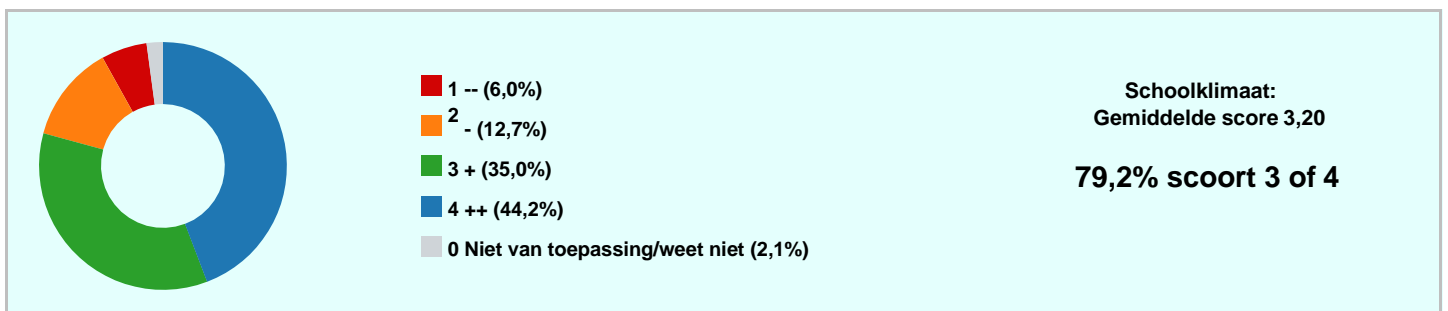 1 -- (6,0%)
2 - (12,7%)
3 + (35,0%)
4 ++ (44,2%)
0 Niet van toepassing/weet niet (2,1%)
Schoolklimaat:
Gemiddelde score 3,20
79,2% scoort 3 of 4